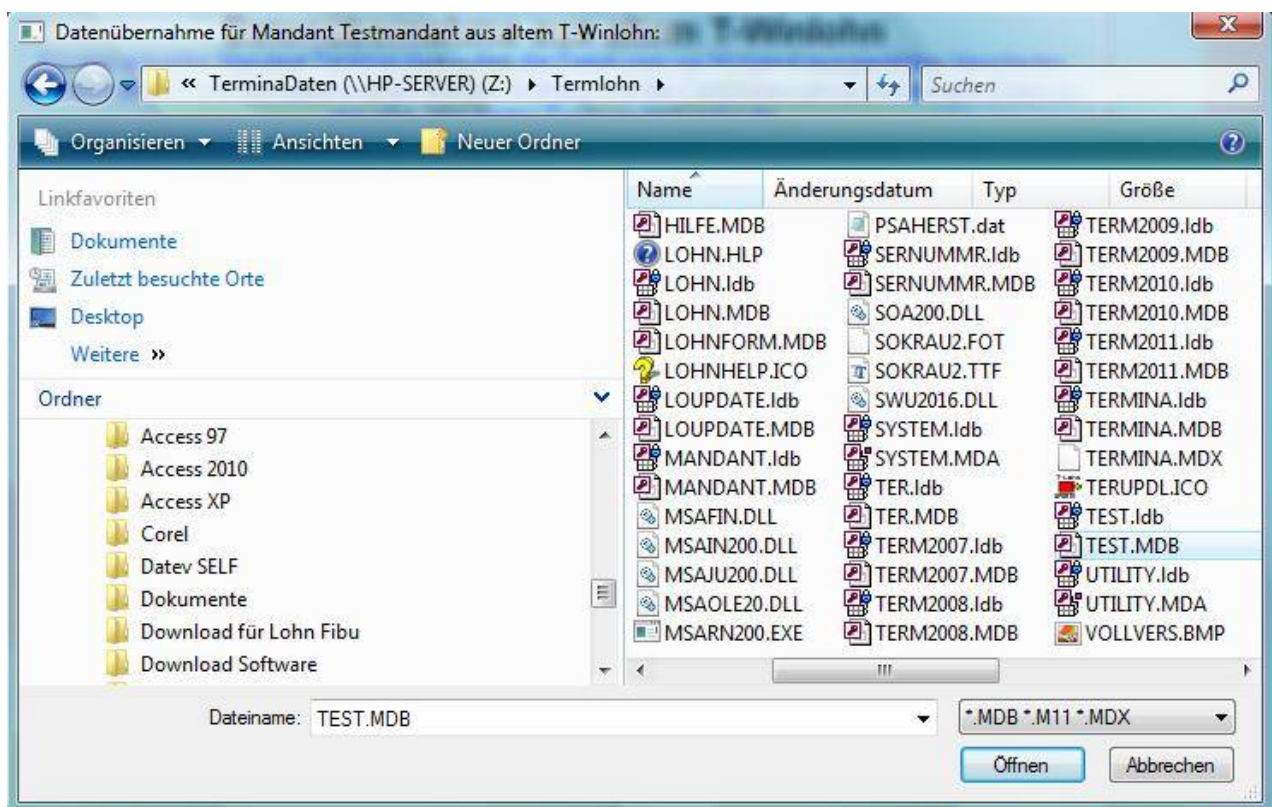 Datenübernahme für Mandant Testmandant aus altem T-Winlohn:
« TerminaDaten (\\HP-SERVER) (Z:) ▸ Termlohn ▸
Suchen
Organisieren
Ansichten
Neuer Ordner
Linkfavoriten
Dokumente
Zuletzt besuchte Orte
Desktop
Weitere »
Ordner
Access 97
Access 2010
Access XP
Corel
Datev SELF
Dokumente
Download für Lohn Fibu
Download Software
Name Änderungsdatum Typ Größe
HILFE.MDB
LOHN.HLP
LOHN.ldb
LOHN.MDB
LOHNFORM.MDB
LOHNHELP.ICO
LOUPDATE.ldb
LOUPDATE.MDB
MANDANT.ldb
MANDANT.MDB
MSAFIN.DLL
MSAIN200.DLL
MSAJU200.DLL
MSAOLE20.DLL
MSARN200.EXE
PSAHERST.dat
SERNUMMR.ldb
SERNUMMR.MDB
SOA200.DLL
SOKRAU2.FOT
SOKRAU2.TTF
SWU2016.DLL
SYSTEM.ldb
SYSTEM.MDA
TER.ldb
TER.MDB
TERM2007.ldb
TERM2007.MDB
TERM2008.ldb
TERM2008.MDB
TERM2009.ldb
TERM2009.MDB
TERM2010.ldb
TERM2010.MDB
TERM2011.ldb
TERM2011.MDB
TERMINA.ldb
TERMINA.MDB
TERMINA.MDX
TERUPDL.ICO
TEST.ldb
TEST.MDB
UTILITY.ldb
UTILITY.MDA
VOLLVERS.BMP
Dateiname: TEST.MDB
*.MDB *.M11 *.MDX
Öffnen
Abbrechen